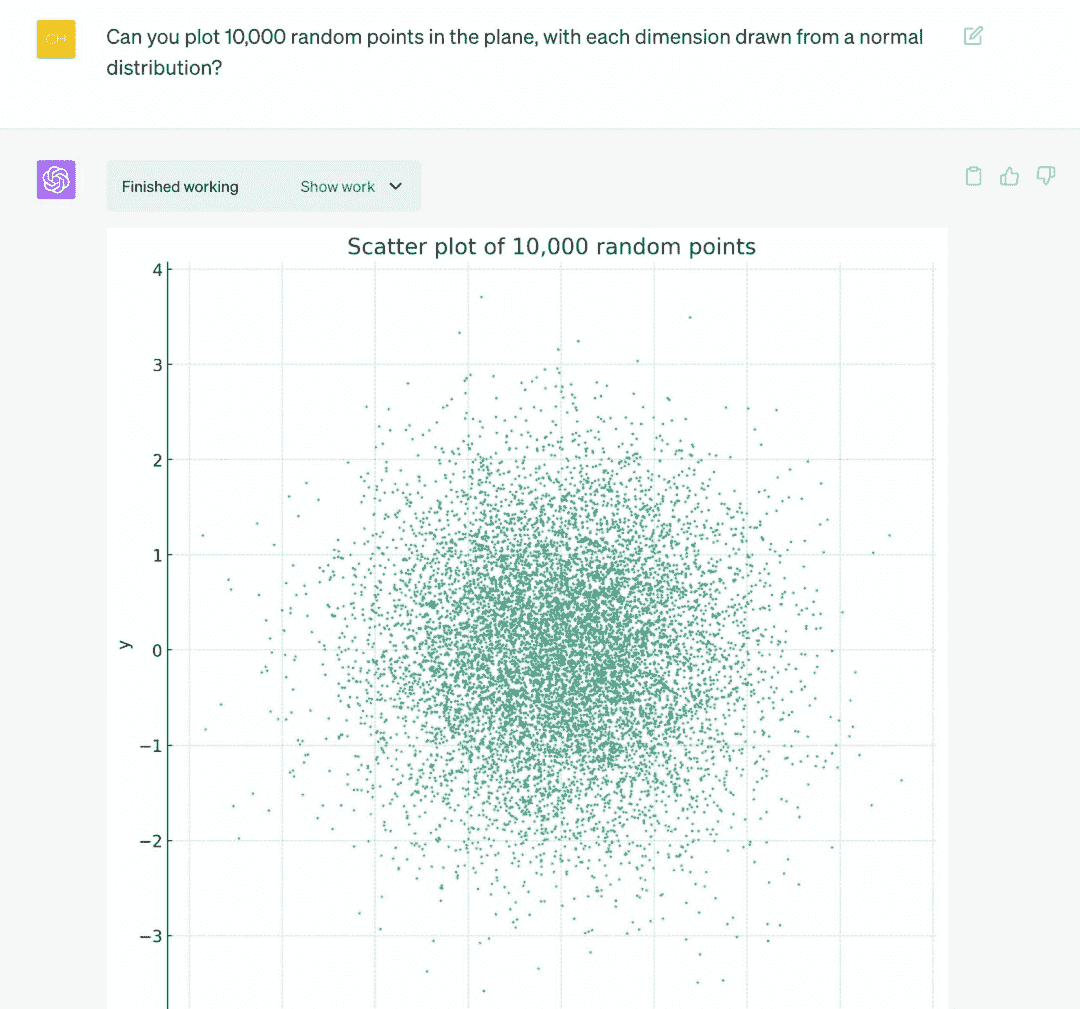 CH
Can you plot 10,000 random points in the plane, with each dimension drawn from a normal
distribution?
Finished working
Show work
Scatter plot of 10,000 random points
4
3
2
1
y
0
−1
−2
−3